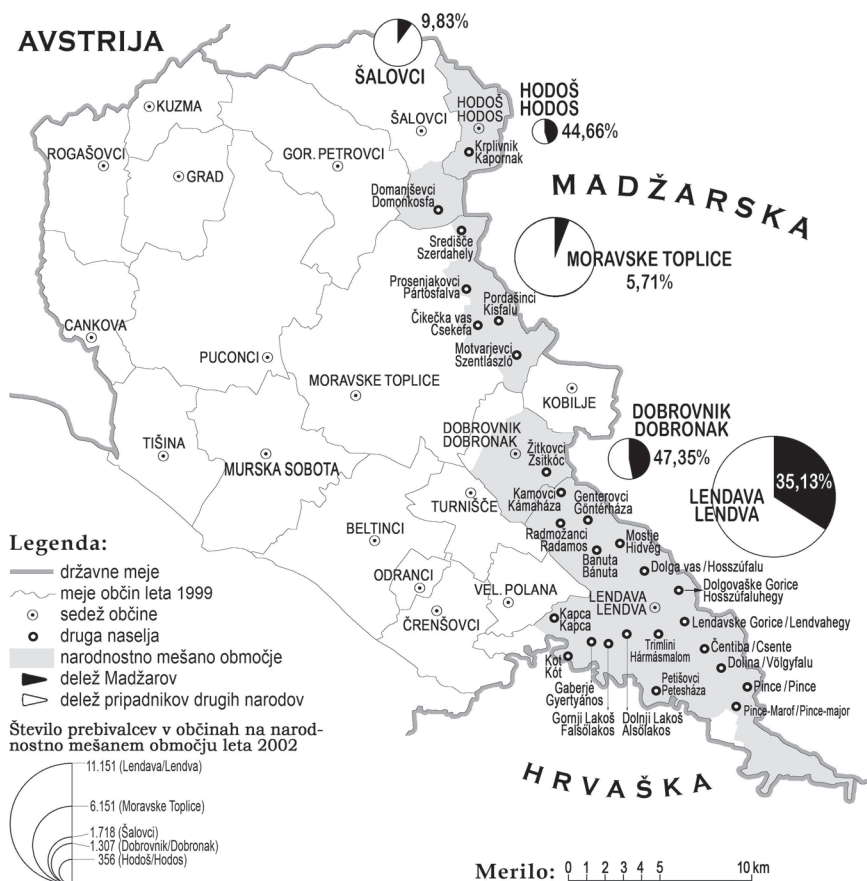 AVSTRIJA
9,83%
ŠALOVCI
HODOŠ
HODOS
44,66%
KUZMA
ŠALOVCI
HODOŠ
HODOS
ROGAŠOVCI
GRAD
GOR. PETROVCI
Krplivnik
Kapornak
Domanjševci
Domonkosfa
MADŽARSKA
Središče
Szerdahely
MORAVSKE TOPLICE
5,71%
Prosenjakovci
Pártosfalva
Pordašinci
Kisfalu
Čikečka vas
Csekefa
CANKOVA
PUCONCI
Motvarjevci
Szentlászló
MORAVSKE TOPLICE
KOBILJE
DOBROVNIK
DOBRONAK
47,35%
DOBROVNIK
DOBRONAK
TIŠINA
MURSKA SOBOTA
Žitkovci
Zsitkóc
35,13%
LENDAVA
LENDVA
TURNIŠČE
Kamovci
Kámaháza
Genterovci
Göntérháza
BELTINCI
Radmožanci
Radamos
Mostje
Hidvég
Banuta
Bánuta
Dolga vas/Hosszúfalu
ODRANCI
VEL. POLANA
Dolgovaške Gorice
Hosszúfaluhegy
ČRENŠOVCI
LENDAVA
LENDVA
Kapca
Kapca
Lendavske Gorice/Lendvahegy
Trimlini
Hármásmalom
Čentiba/Csente
Kot
Kót
Dolina/Völgyfalu
Gaberje
Gyertyános
Petišovci
Petesháza
Pince/Pince
Pince-Marof/Pince-major
Gornji Lakoš
Falsőlakos
Dolnji Lakoš
Alsólakos
HRVAŠKA
Legenda:
državne meje
meje občin leta 1999
sedež občine
druga naselja
narodnostno mešano območje
delež Madžarov
delež pripadnikov drugih narodov
Število prebivalcev v občinah na narod-
nostno mešanem območju leta 2002
11.151 (Lendava/Lendva)
6.151 (Moravske Toplice)
1.718 (Šalovci)
1.307 (Dobrovnik/Dobronak)
356 (Hodoš/Hodos)
Merilo: 0 1 2 3 4 5 10 km